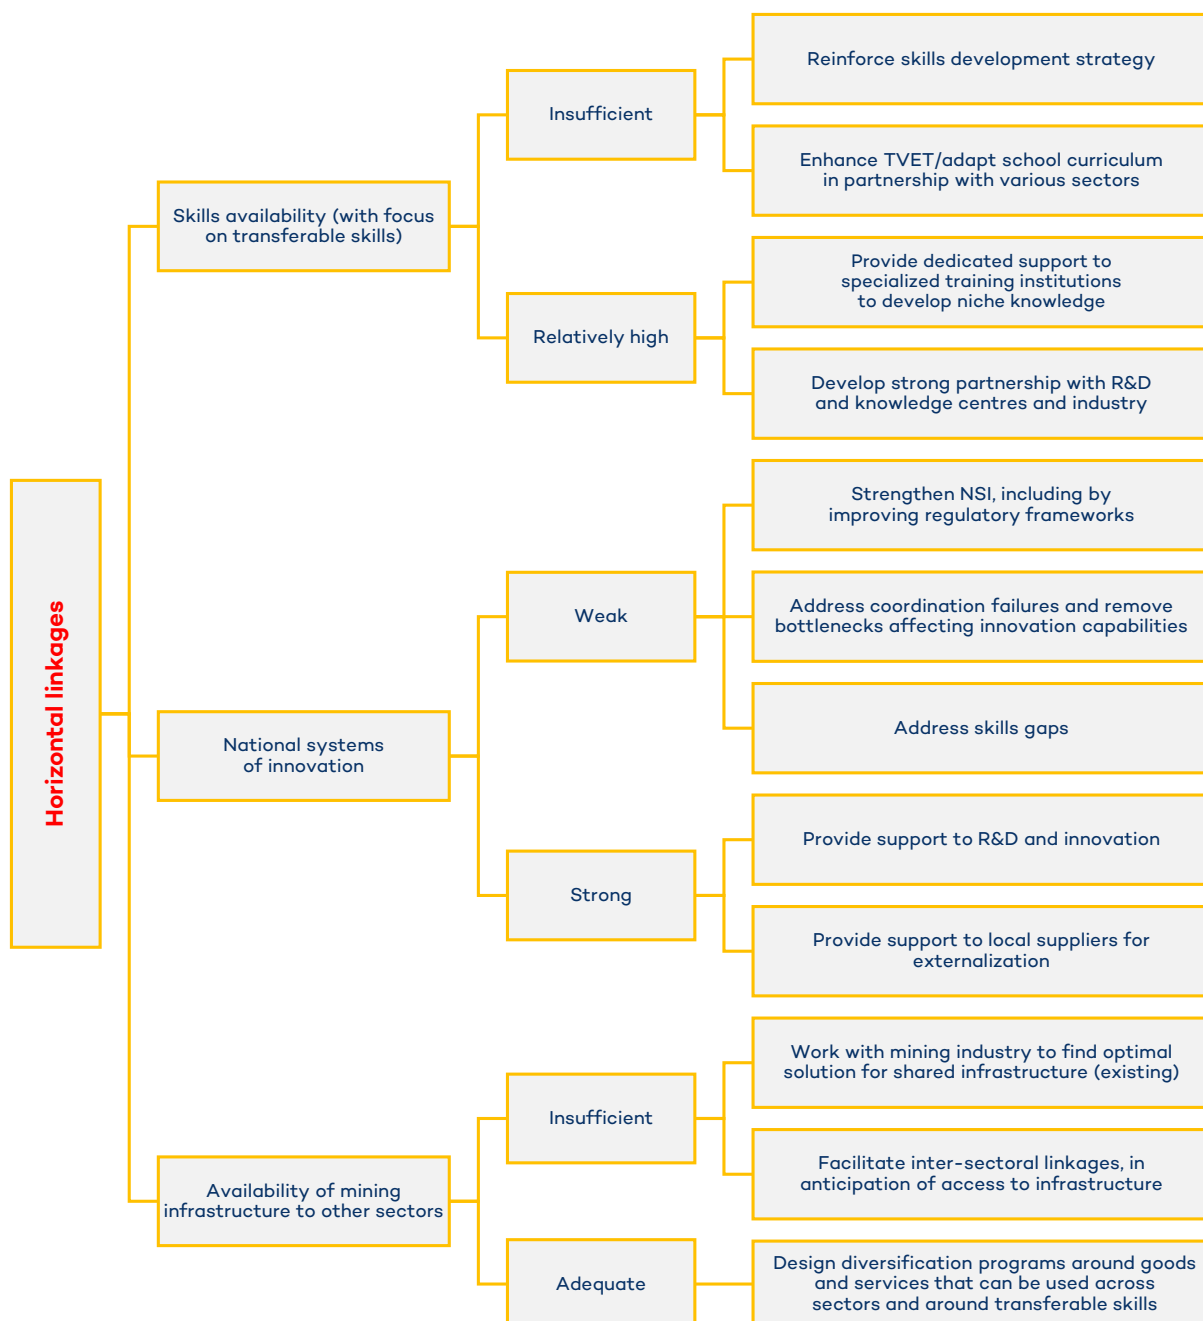 Horizontal linkages
Skills availability (with focus
on transferable skills)
Insufficient
Reinforce skills development strategy
Enhance TVET/adapt school curriculum
in partnership with various sectors
Relatively high
Provide dedicated support to
specialized training institutions
to develop niche knowledge
Develop strong partnership with R&D
and knowledge centres and industry
National systems
of innovation
Weak
Strengthen NSI, including by
improving regulatory frameworks
Address coordination failures and remove
bottlenecks affecting innovation capabilities
Address skills gaps
Strong
Provide support to R&D and innovation
Provide support to local suppliers for
externalization
Availability of mining
infrastructure to other sectors
Insufficient
Work with mining industry to find optimal
solution for shared infrastructure (existing)
Facilitate inter-sectoral linkages, in
anticipation of access to infrastructure
Adequate
Design diversification programs around goods
and services that can be used across
sectors and around transferable skills